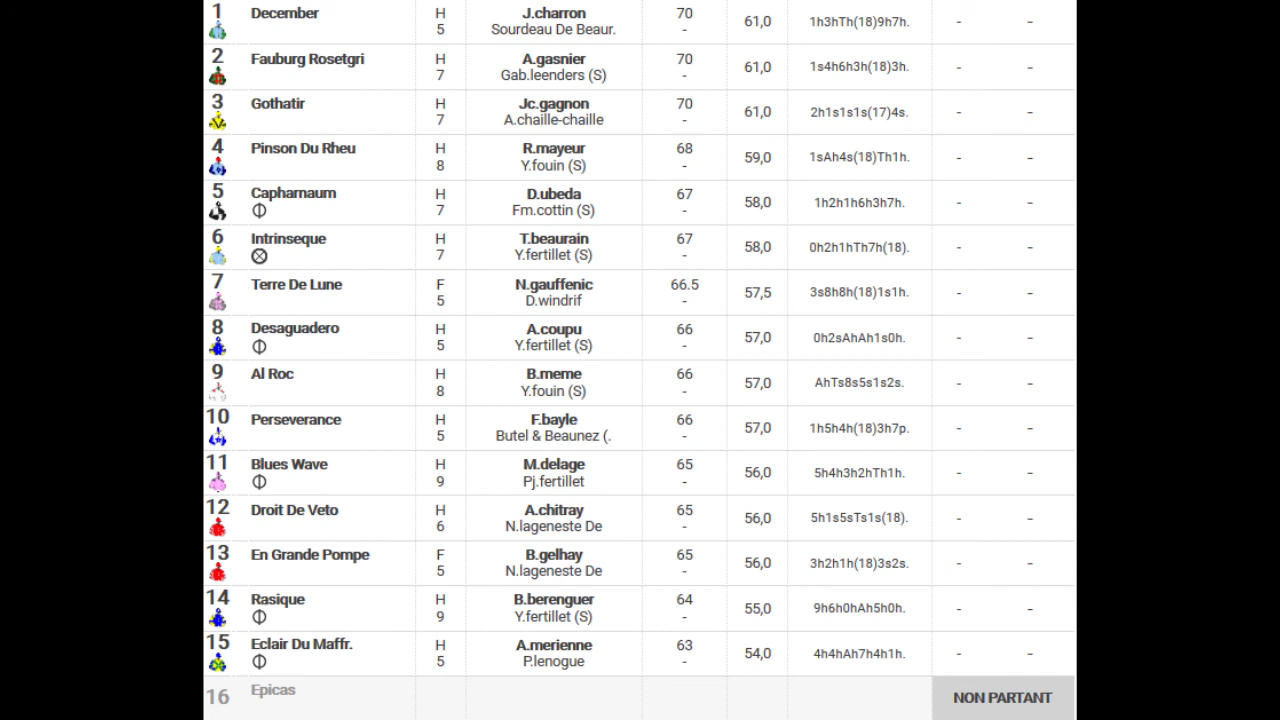 1 December H J.charron 70 61,0 1h3hTh(18)9h7h. - -
5 Sourdeau De Beaur. -
2 Fauburg Rosetgri H A.gasnier 70 61,0 1s4h6h3h(18)3h. - -
7 Gab.leenders (S) -
3 Gothatir H Jc.gagnon 70 61,0 2h1s1s1s(17)4s. - -
7 A.chaille-chaille -
4 Pinson Du Rheu H R.mayeur 68 59,0 1sAh4s(18)Th1h. - -
8 Y.fouin (S) -
5 Capharnaum H D.ubeda 67 58,0 1h2h1h6h3h7h. - -
7 Fm.cottin (S) -
6 Intrinseque H T.beaurain 67 58,0 0h2h1hTh7h(18). - -
7 Y.fertillet (S) -
7 Terre De Lune F N.gauffenic 66.5 57,5 3s8h8h(18)1s1h. - -
5 D.windrif -
8 Desaguadero H A.coupu 66 57,0 0h2sAhAh1s0h. - -
5 Y.fertillet (S) -
9 Al Roc H B.meme 66 57,0 AhTs8s5s1s2s. - -
8 Y.fouin (S) -
10 Perseverance H F.bayle 66 57,0 1h5h4h(18)3h7p. - -
5 Butel & Beaunez (. -
11 Blues Wave H M.delage 65 56,0 5h4h3h2hTh1h. - -
9 Pj.fertillet -
12 Droit De Veto H A.chitray 65 56,0 5h1s5sTs1s(18). - -
6 N.lageneste De -
13 En Grande Pompe F B.gelhay 65 56,0 3h2h1h(18)3s2s. - -
5 N.lageneste De -
14 Rasique H B.berenguer 64 55,0 9h6h0hAh5h0h. - -
9 Y.fertillet (S) -
15 Eclair Du Maffr. H A.merienne 63 54,0 4h4hAh7h4h1h. - -
5 P.lenogue -
16 Epicas NON PARTANT